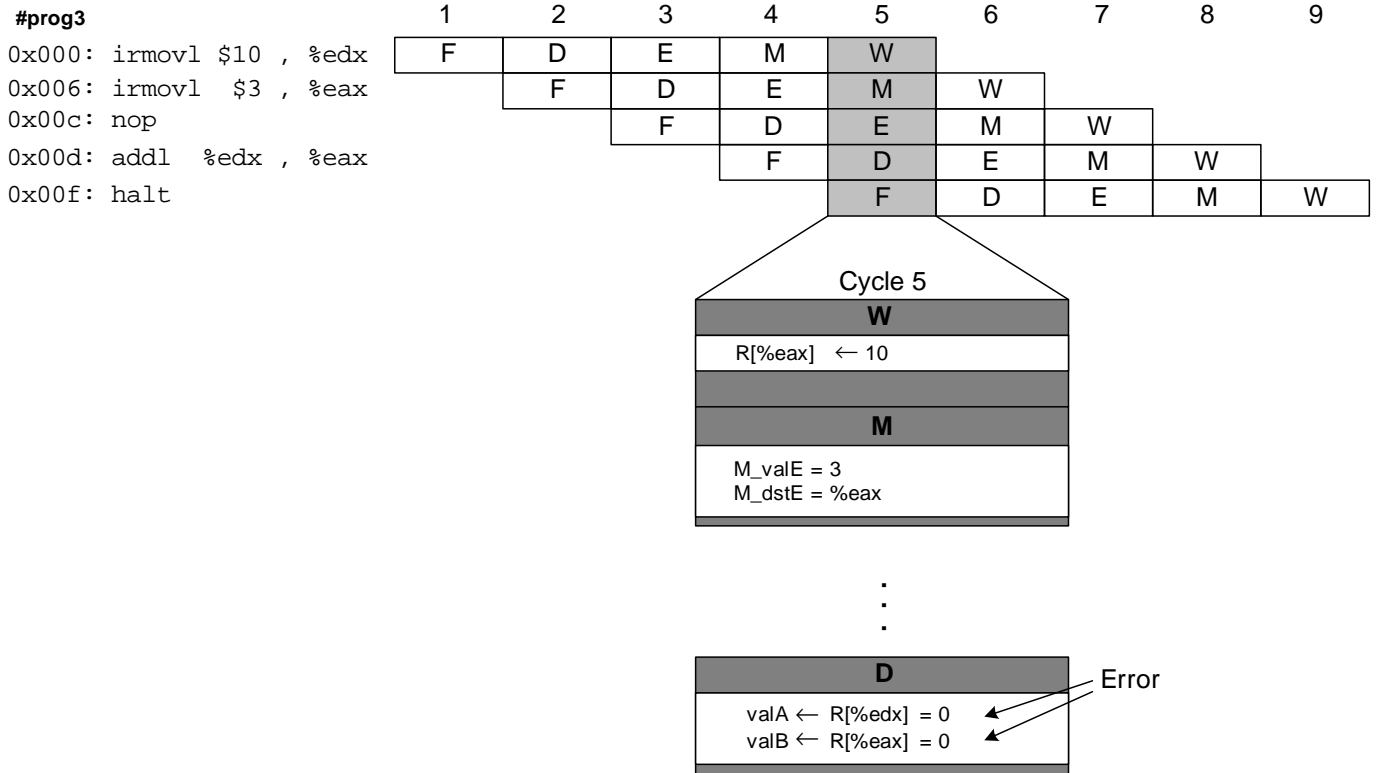 #prog3 1 2 3 4 5 6 7 8 9
0x000: irmovl $10 , %edx F D E M W
0x006: irmovl $3 , %eax F D E M W
0x00c: nop F D E M W
0x00d: addl %edx , %eax F D E M W
0x00f: halt F D E M W
Cycle 5
W
R[%eax] ← 10
M
M_valE = 3
M_dstE = %eax
.
.
.
D
Error
valA ← R[%edx] = 0
valB ← R[%eax] = 0